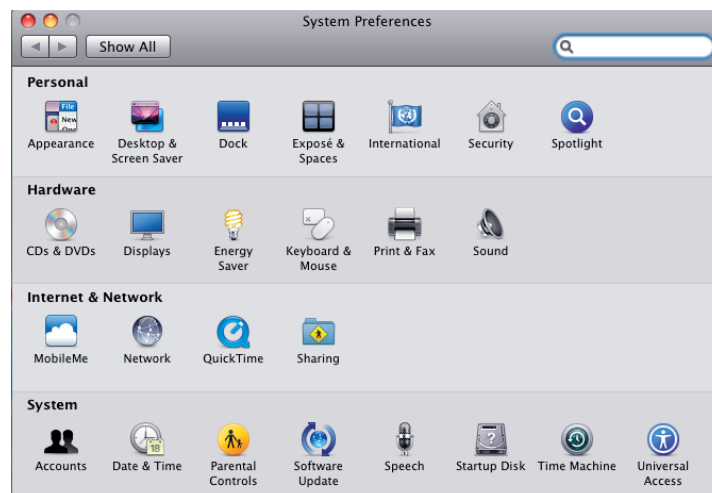 System Preferences
Show All
Personal
File
New
Appearance
Desktop &
Screen Saver
Dock
Exposé &
Spaces
International
Security
Spotlight
Hardware
CDs & DVDs
Displays
Energy
Saver
Keyboard &
Mouse
Print & Fax
Sound
Internet & Network
MobileMe
Network
QuickTime
Sharing
System
Accounts
18
Date & Time
Parental
Controls
Software
Update
Speech
?
Startup Disk
Time Machine
Universal
Access